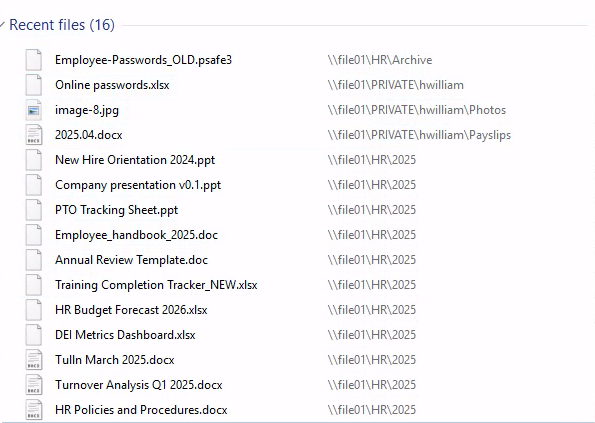 Recent files (16)
Employee-Passwords_OLD.psafe3 \\file01\HR\Archive
Online passwords.xlsx \\file01\PRIVATE\hwilliam
image-8.jpg \\file01\PRIVATE\hwilliam\Photos
2025.04.docx \\file01\PRIVATE\hwilliam\Payslips
New Hire Orientation 2024.ppt \\file01\HR\2025
Company presentation v0.1.ppt \\file01\HR\2025
PTO Tracking Sheet.ppt \\file01\HR\2025
Employee_handbook_2025.doc \\file01\HR\2025
Annual Review Template.doc \\file01\HR\2025
Training Completion Tracker_NEW.xlsx \\file01\HR\2025
HR Budget Forecast 2026.xlsx \\file01\HR\2025
DEI Metrics Dashboard.xlsx \\file01\HR\2025
DOCX TulIn March 2025.docx \\file01\HR\2025
DOCX Turnover Analysis Q1 2025.docx \\file01\HR\2025
DOCX HR Policies and Procedures.docx \\file01\HR\2025